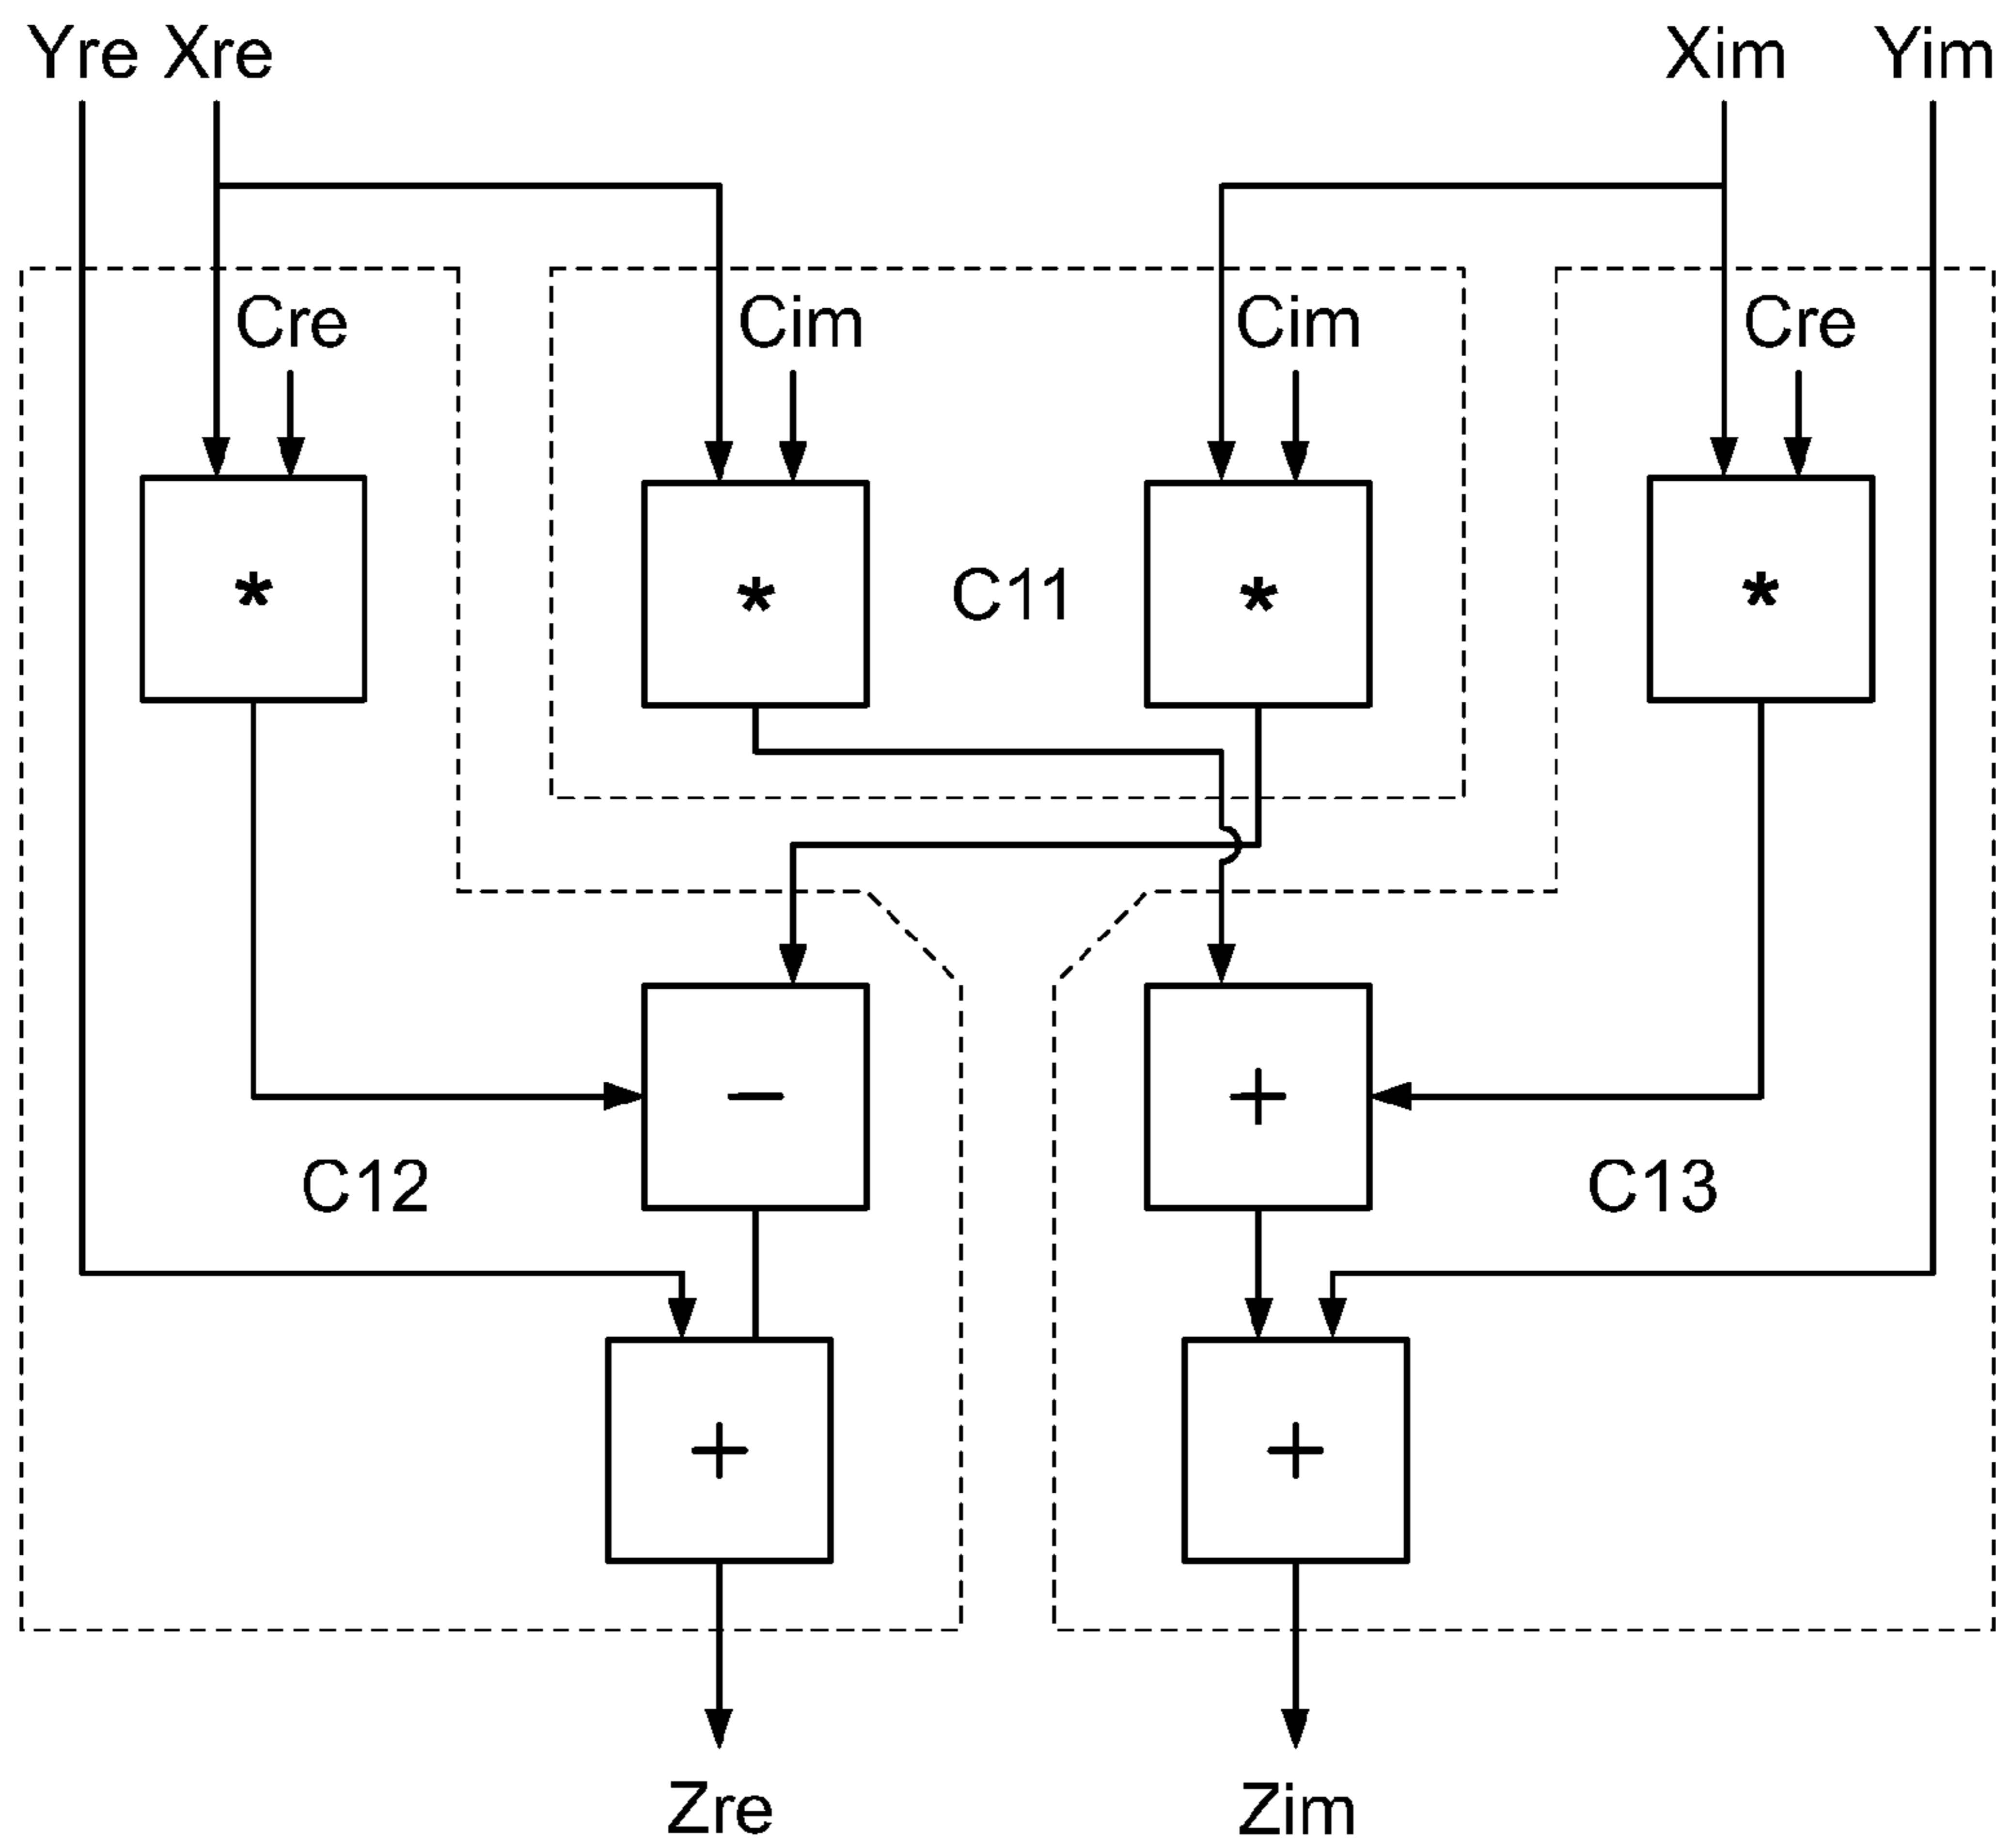 Yre Xre Xim Yim
Cre Cim Cim Cre
* * C11 * *
− +
C12 C13
+ +
Zre Zim